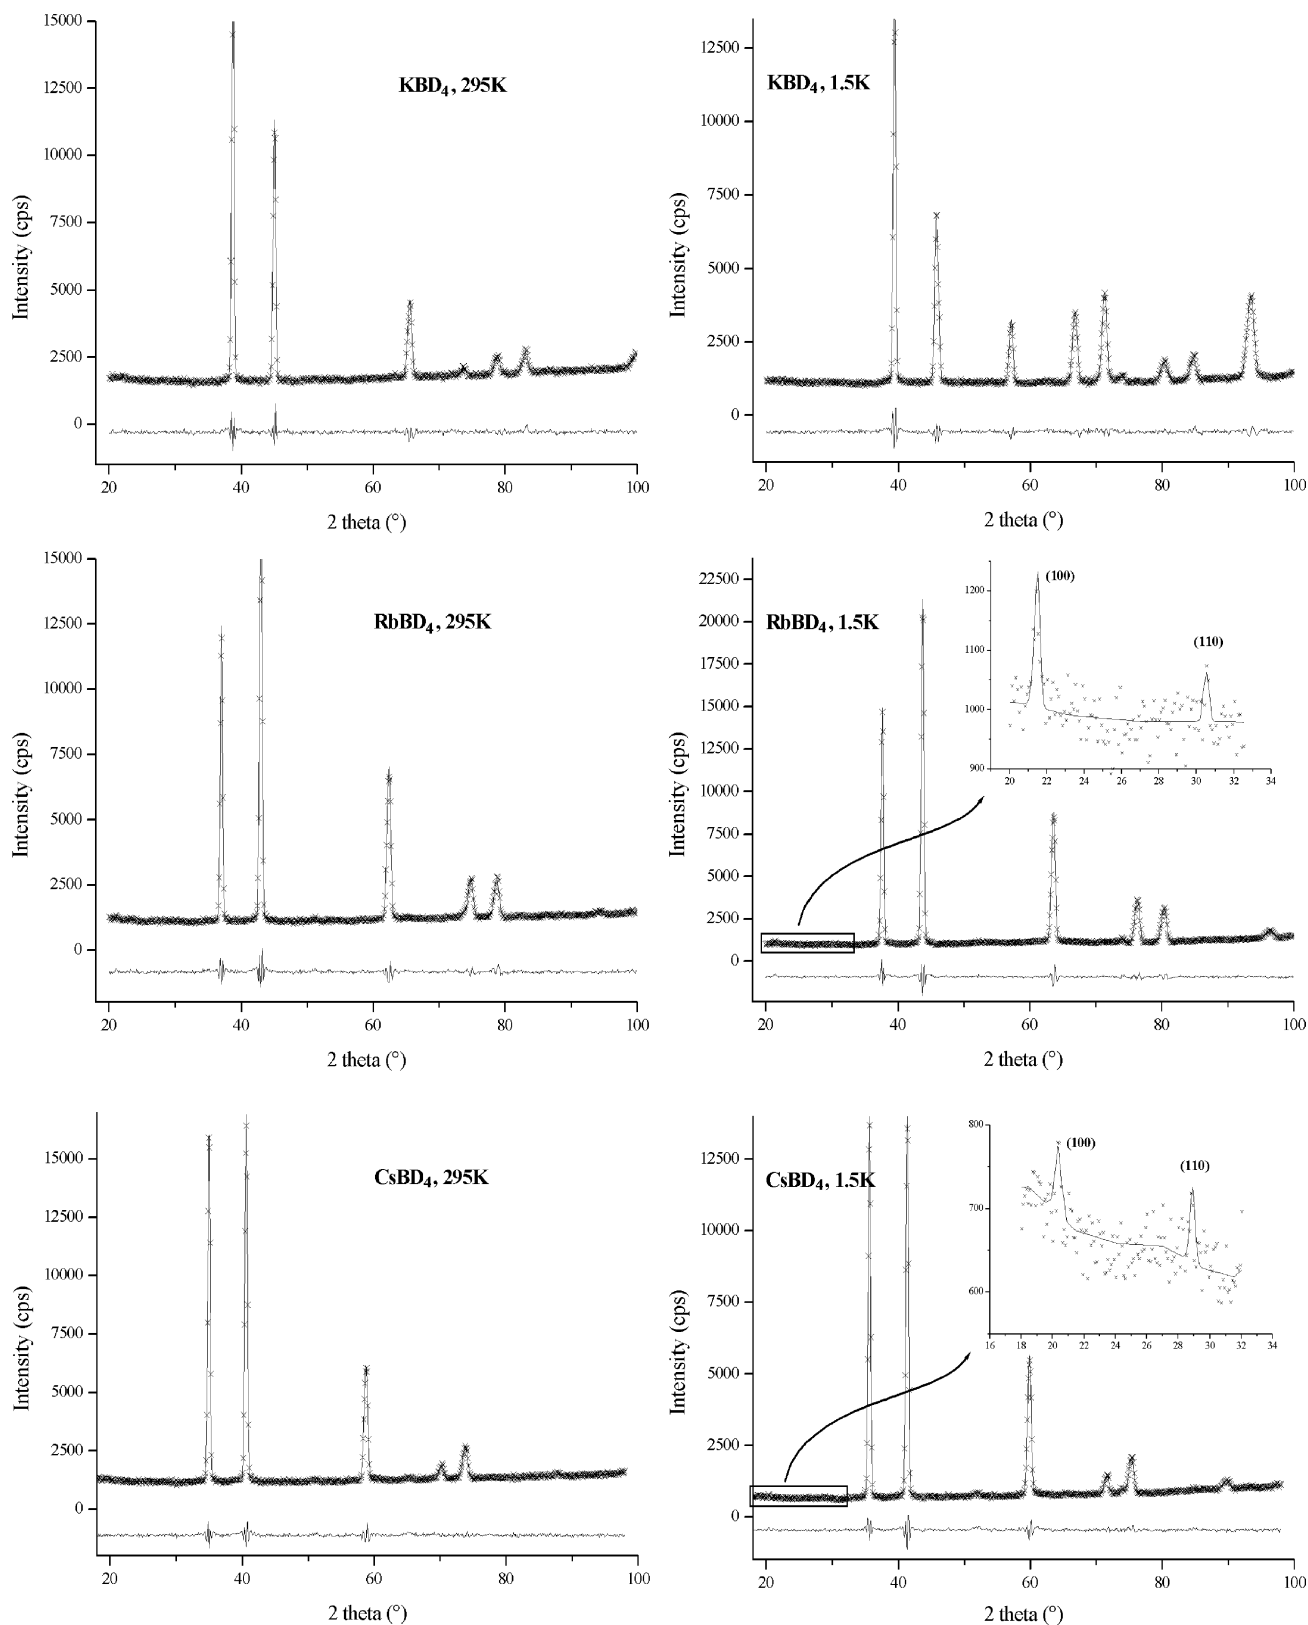 15000
12500
10000
7500
5000
2500
0
Intensity (cps)
KBD4, 295K
20 40 60 80 100
2 theta (°)
12500
10000
7500
5000
2500
0
Intensity (cps)
KBD4, 1.5K
20 40 60 80 100
2 theta (°)
15000
12500
10000
7500
5000
2500
0
Intensity (cps)
RbBD4, 295K
20 40 60 80 100
2 theta (°)
22500
20000
17500
15000
12500
10000
7500
5000
2500
0
Intensity (cps)
RbBD4, 1.5K
1200
1100
1000
900
(100)
(110)
20 22 24 26 28 30 32 34
20 40 60 80 100
2 theta (°)
15000
12500
10000
7500
5000
2500
0
Intensity (cps)
CsBD4, 295K
20 40 60 80 100
2 theta (°)
12500
10000
7500
5000
2500
0
Intensity (cps)
CsBD4, 1.5K
800
700
600
(100)
(110)
16 18 20 22 24 26 28 30 32 34
20 40 60 80 100
2 theta (°)